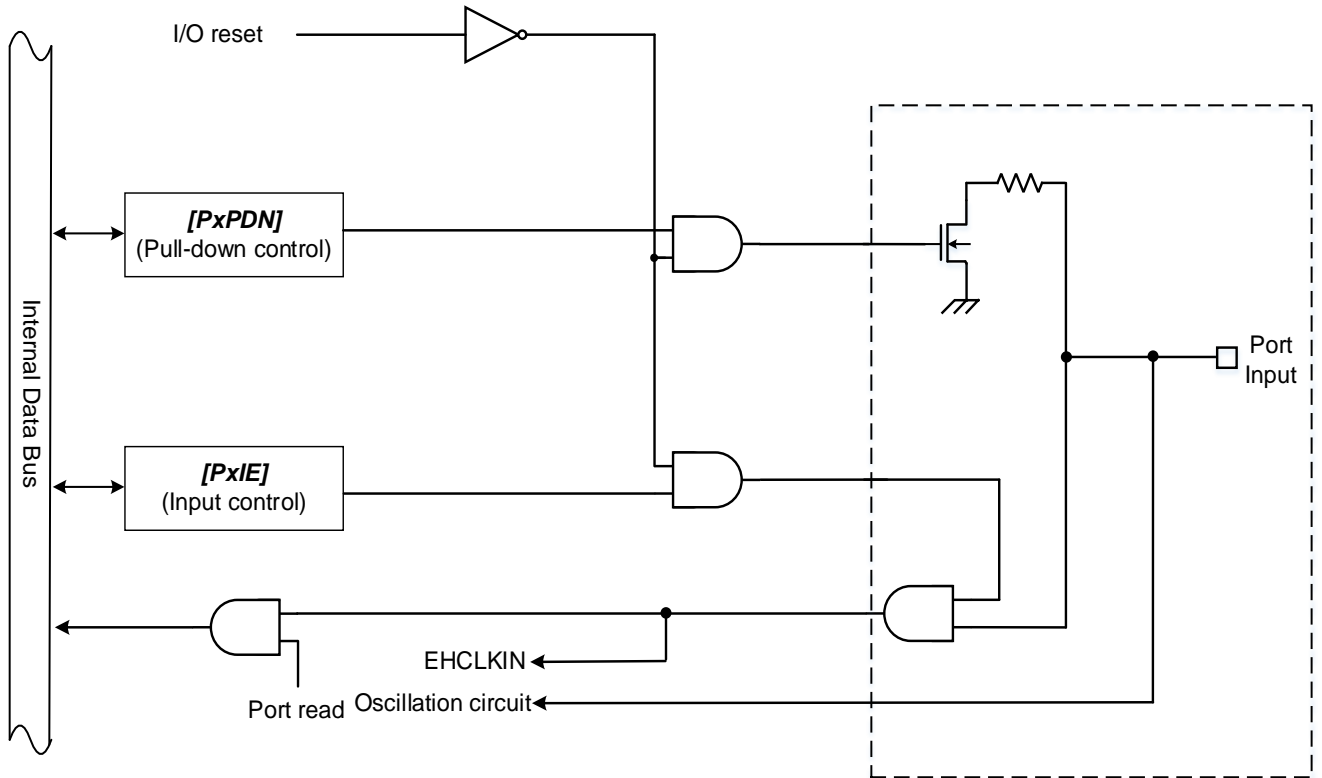 I/O reset
[PxPDN]
(Pull-down control)
Internal Data Bus
Port
Input
[PxIE]
(Input control)
EHCLKIN
Port read
Oscillation circuit